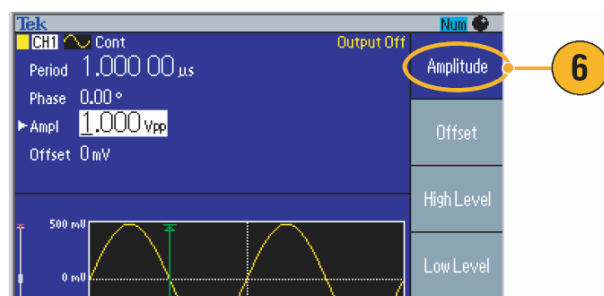 Tek Num
CH1 Cont Output Off
Period 1.000 00 µs
Phase 0.00 °
Ampl 1.000 Vpp
Offset 0 mV
Amplitude
6
Offset
High Level
Low Level
500 mV
0 mV